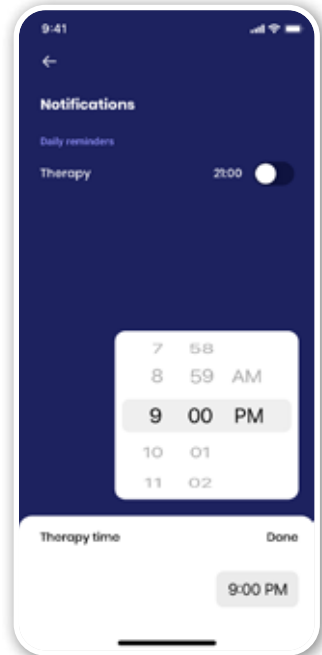 9:41
Notifications
Daily reminders
Therapy 21:00
7 58
8 59 AM
9 00 PM
10 01
11 02
Therapy time Done
9:00 PM